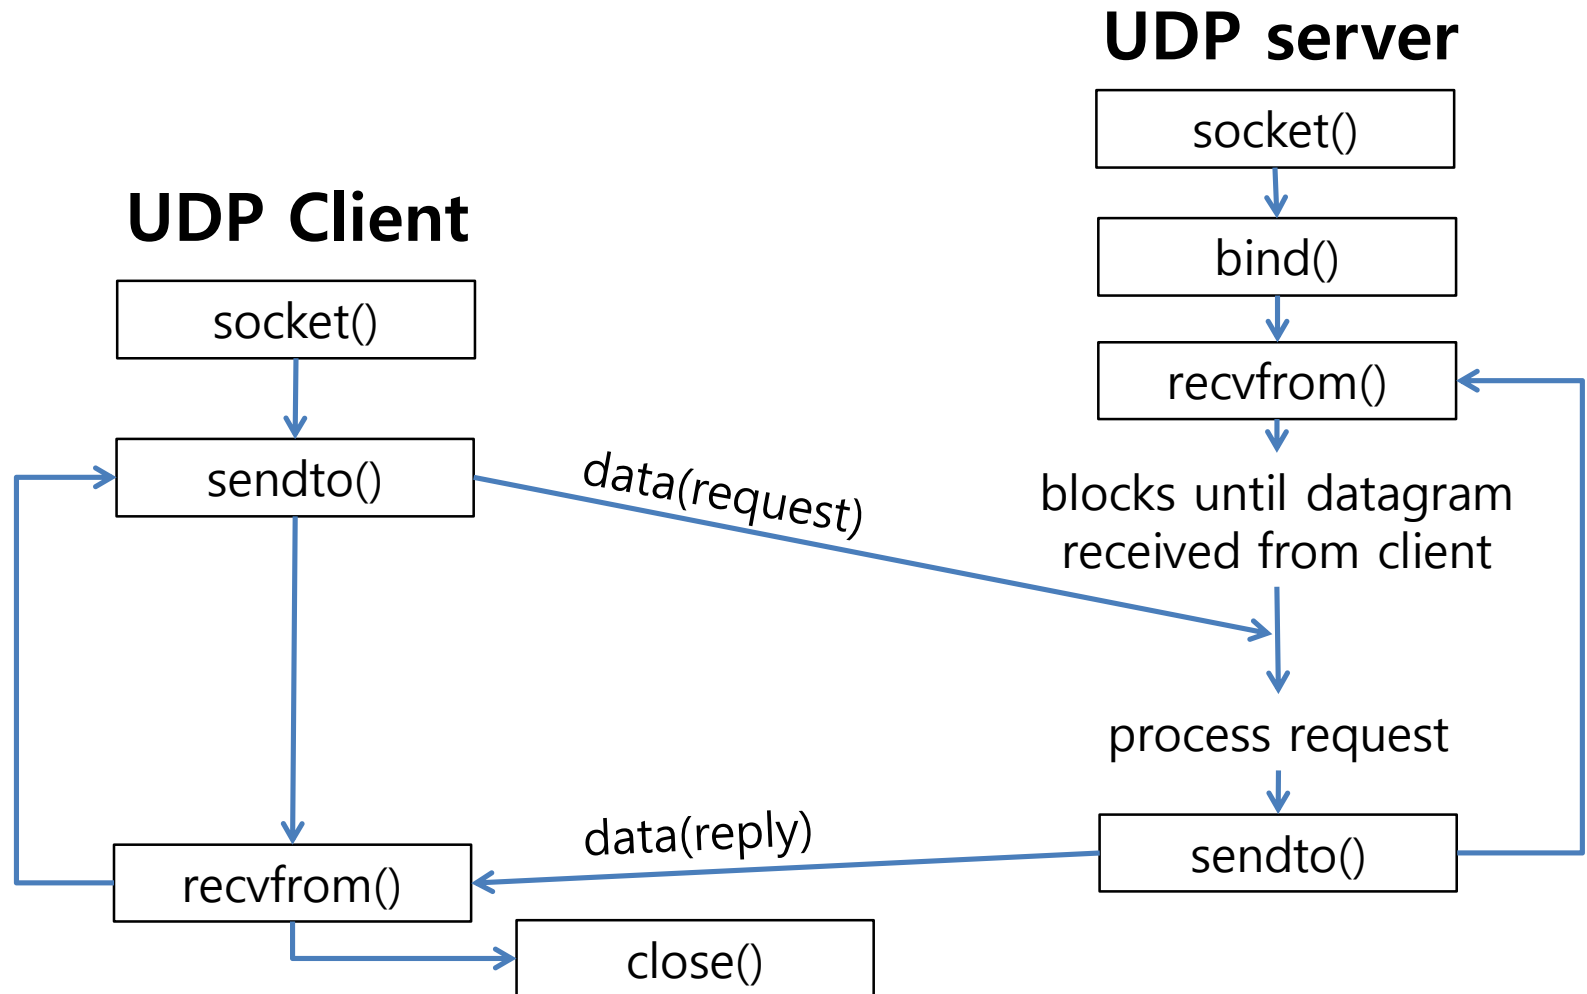 UDP server
socket()
bind()
recvfrom()
blocks until datagram
received from client
process request
sendto()
UDP Client
socket()
sendto()
data(request)
data(reply)
recvfrom()
close()